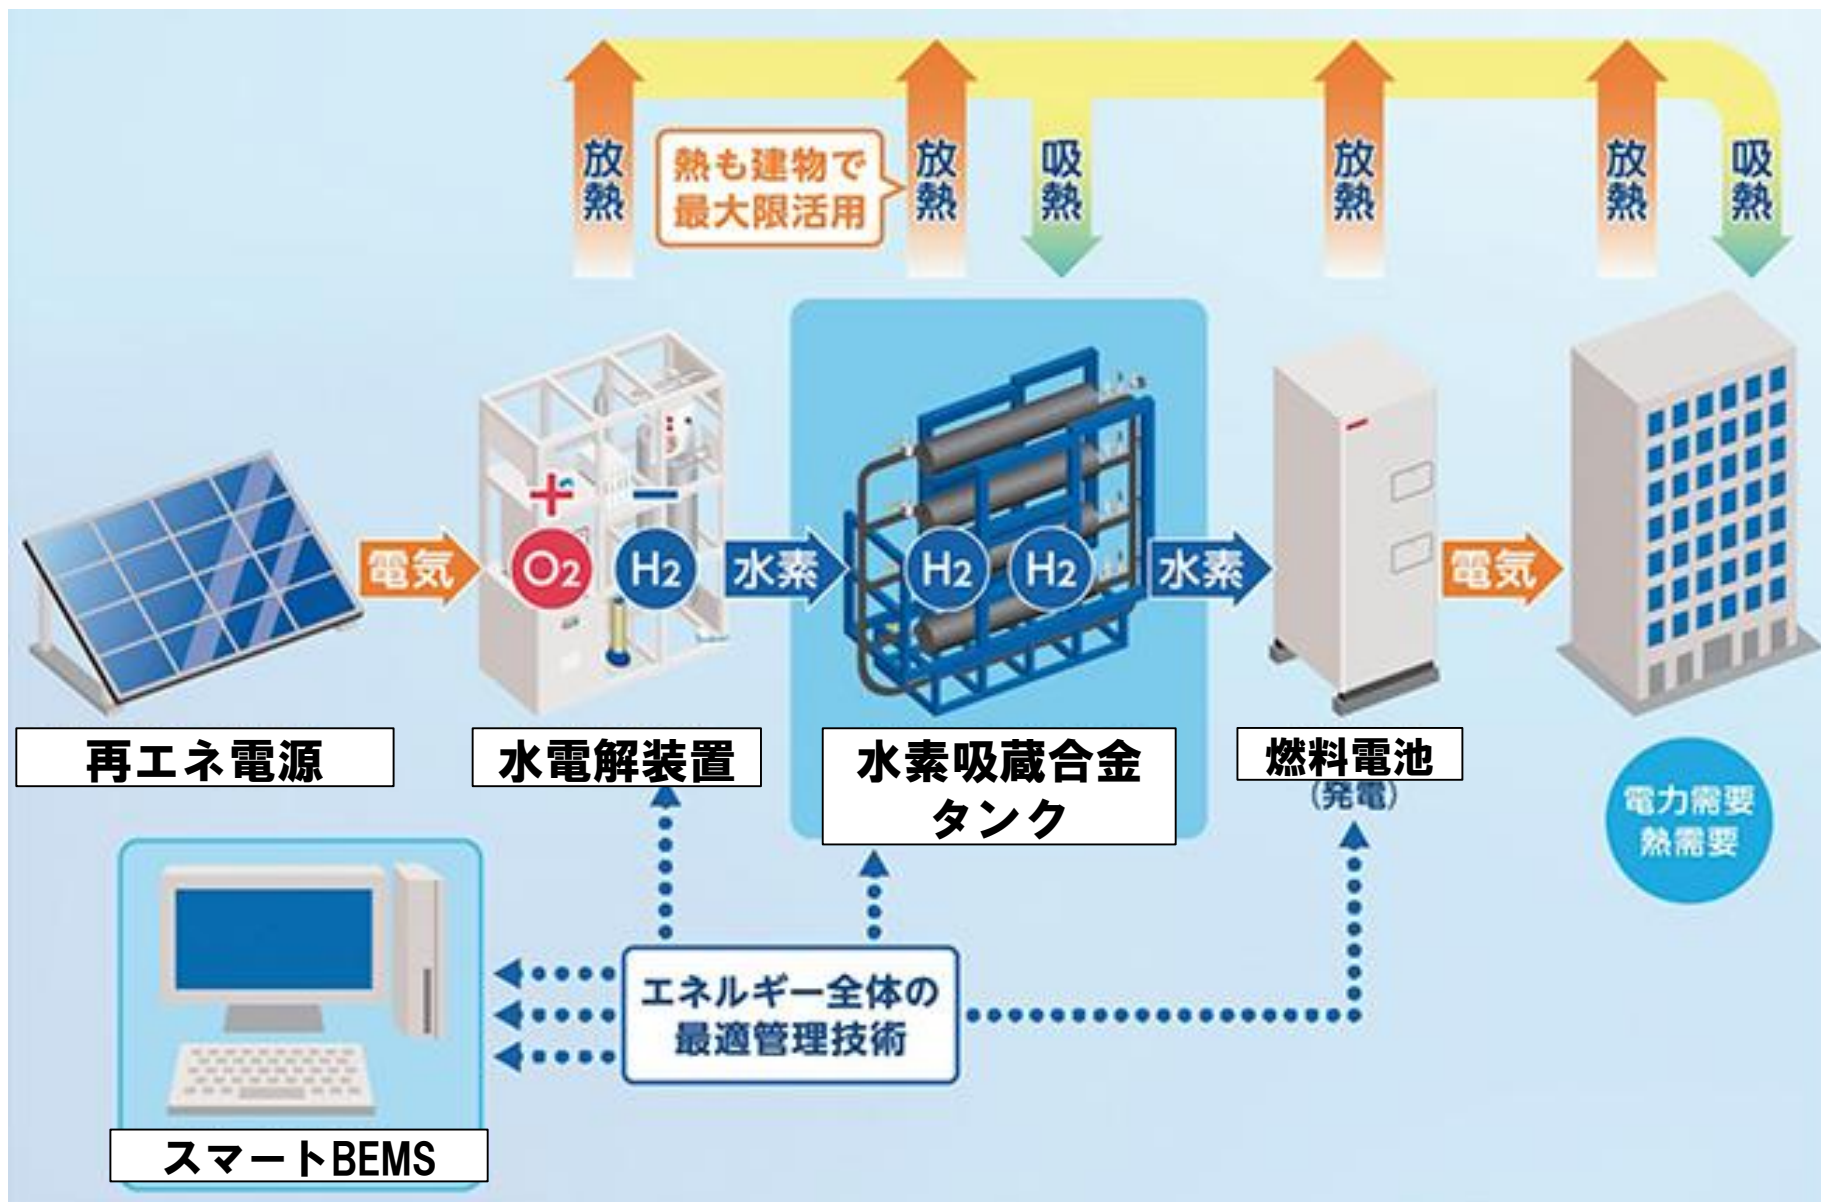 放熱
熱も建物で
最大限活用
放熱
吸熱
放熱
放熱
吸熱
電気
+
O2
−
H2
水素
H2
H2
水素
電気
再エネ電源
水電解装置
水素吸蔵合金
タンク
燃料電池
(発電)
電力需要
熱需要
エネルギー全体の
最適管理技術
スマートBEMS